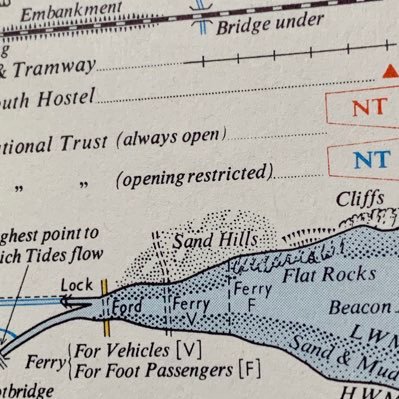 Embankment
Bridge under
g
& Tramway
outh Hostel
tional Trust (always open)
NT
„ „ (opening restricted)
NT
Cliffs
Sand Hills
ghest point to
ich Tides flow
Flat Rocks
Lock
Ford
Ferry
V
Ferry
F
Beacon
LWM
Sand & Mud
Ferry {For Vehicles [V]
For Foot Passengers [F]
otbridge
HWM